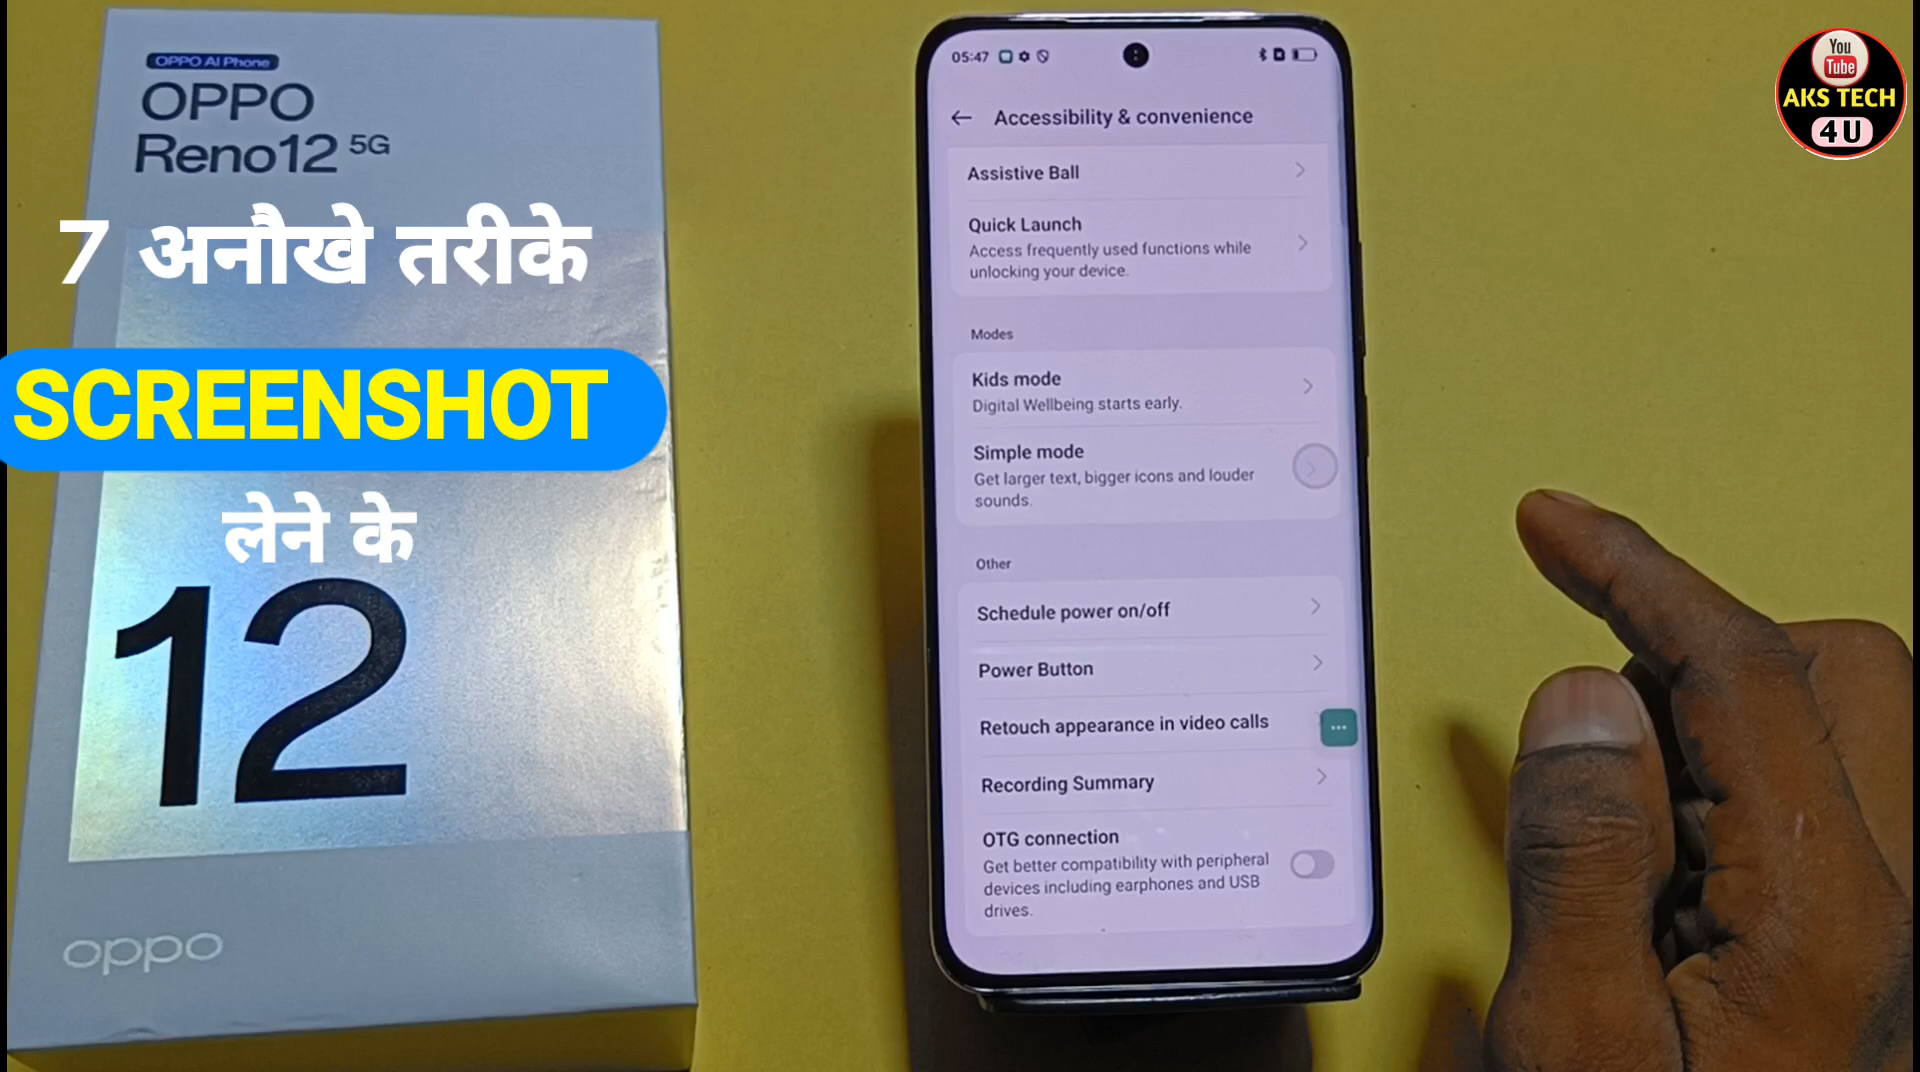 OPPO AI Phone
OPPO
Reno12 5G
7 अनौखे तरीके
SCREENSHOT
लेने के
12
oppo
05:47
Accessibility & convenience
Assistive Ball
Quick Launch
Access frequently used functions while
unlocking your device.
Modes
Kids mode
Digital Wellbeing starts early.
Simple mode
Get larger text, bigger icons and louder
sounds.
Other
Schedule power on/off
Power Button
Retouch appearance in video calls
Recording Summary
OTG connection
Get better compatibility with peripheral
devices including earphones and USB
drives.
You
Tube
AKS TECH
4 U